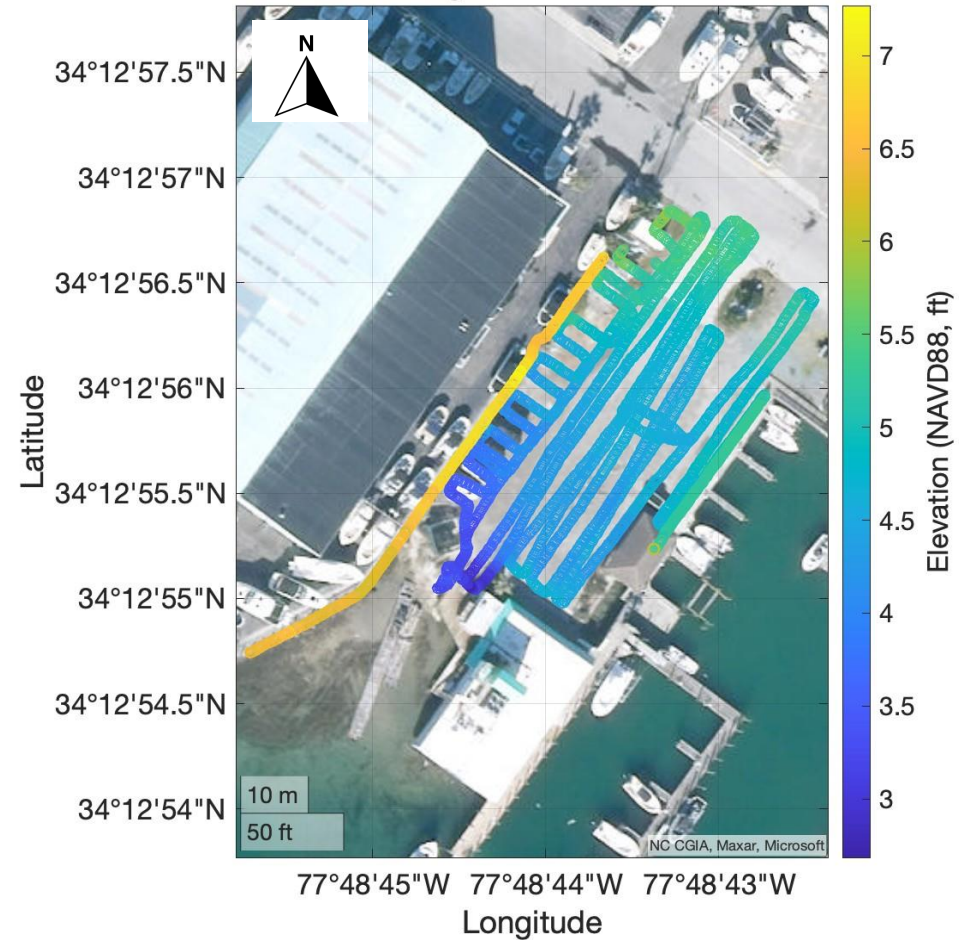 N
34°12'57.5"N
34°12'57"N
34°12'56.5"N
34°12'56"N
34°12'55.5"N
34°12'55"N
34°12'54.5"N
34°12'54"N
Latitude
10 m
50 ft
NC CGIA, Maxar, Microsoft
77°48'45"W 77°48'44"W 77°48'43"W
Longitude
7
6.5
6
5.5
5
4.5
4
3.5
3
Elevation (NAVD88, ft)